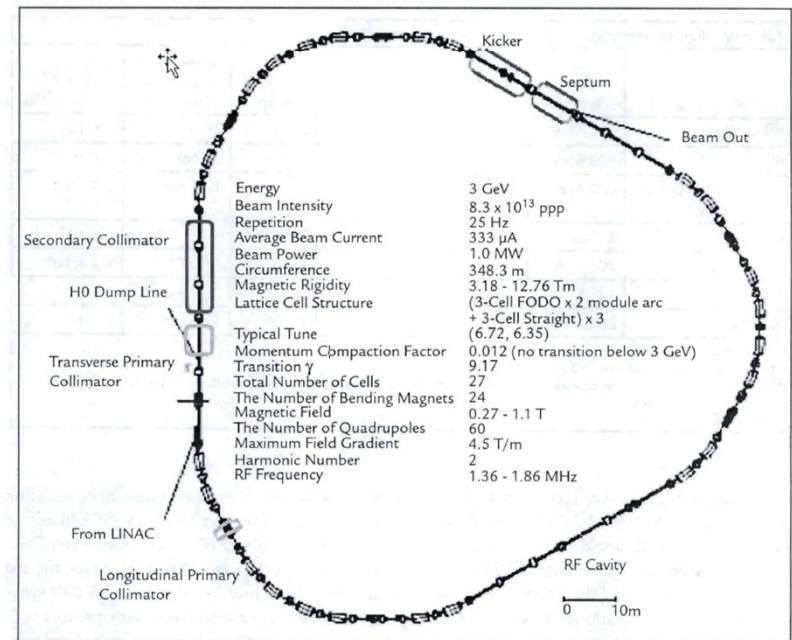 Kicker
Septum
Beam Out
Secondary Collimator
H0 Dump Line
Transverse Primary
Collimator
From LINAC
Longitudinal Primary
Collimator
RF Cavity
0 10m
Energy 3 GeV
Beam Intensity 8.3 x 10¹³ ppp
Repetition 25 Hz
Average Beam Current 333 µA
Beam Power 1.0 MW
Circumference 348.3 m
Magnetic Rigidity 3.18 - 12.76 Tm
Lattice Cell Structure (3-Cell FODO x 2 module arc
+ 3-Cell Straight) x 3
Typical Tune (6.72, 6.35)
Momentum Compaction Factor 0.012 (no transition below 3 GeV)
Transition γ 9.17
Total Number of Cells 27
The Number of Bending Magnets 24
Magnetic Field 0.27 - 1.1 T
The Number of Quadrupoles 60
Maximum Field Gradient 4.5 T/m
Harmonic Number 2
RF Frequency 1.36 - 1.86 MHz